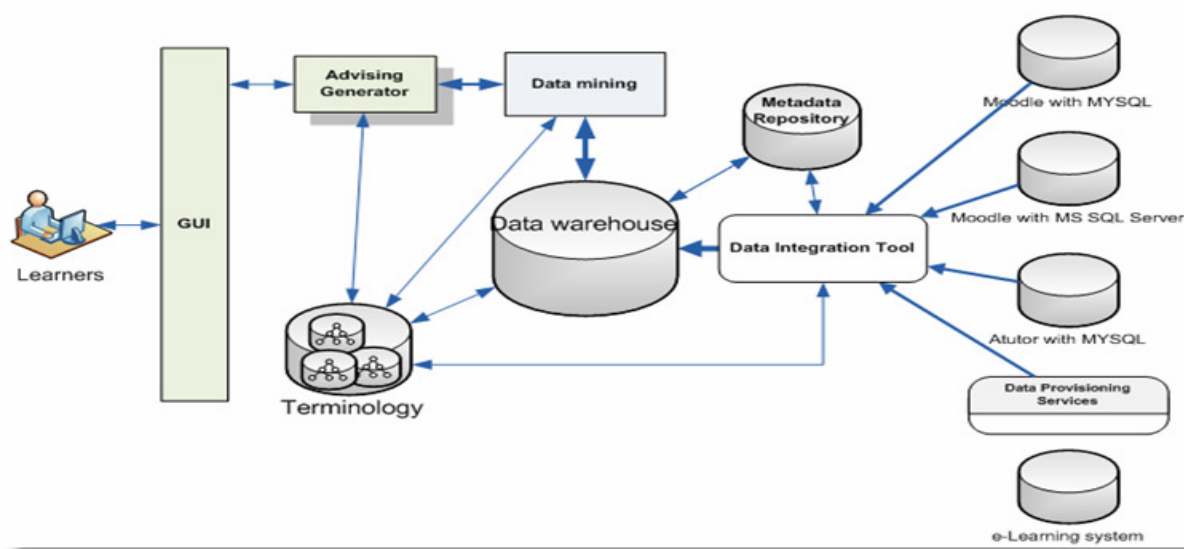 Advising
Generator
Data mining
Metadata
Repository
Moodle with MYSQL
GUI
Data warehouse
Data Integration Tool
Moodle with MS SQL Server
Learners
Atutor with MYSQL
Terminology
Data Provisioning
Services
e-Learning system